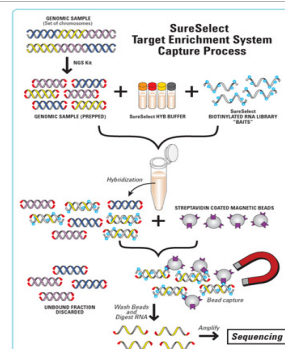 GENOMIC SAMPLE
(Set of chromosomes)
SureSelect
Target Enrichment System
Capture Process
NGS Kit
GENOMIC SAMPLE (PREPPED)
SureSelect HYB BUFFER
SureSelect
BIOTINYLATED RNA LIBRARY
"BAITS"
Hybridization
STREPTAVIDIN COATED MAGNETIC BEADS
UNBOUND FRACTION
DISCARDED
Bead capture
Wash Beads
and
Digest RNA
Amplify
Sequencing